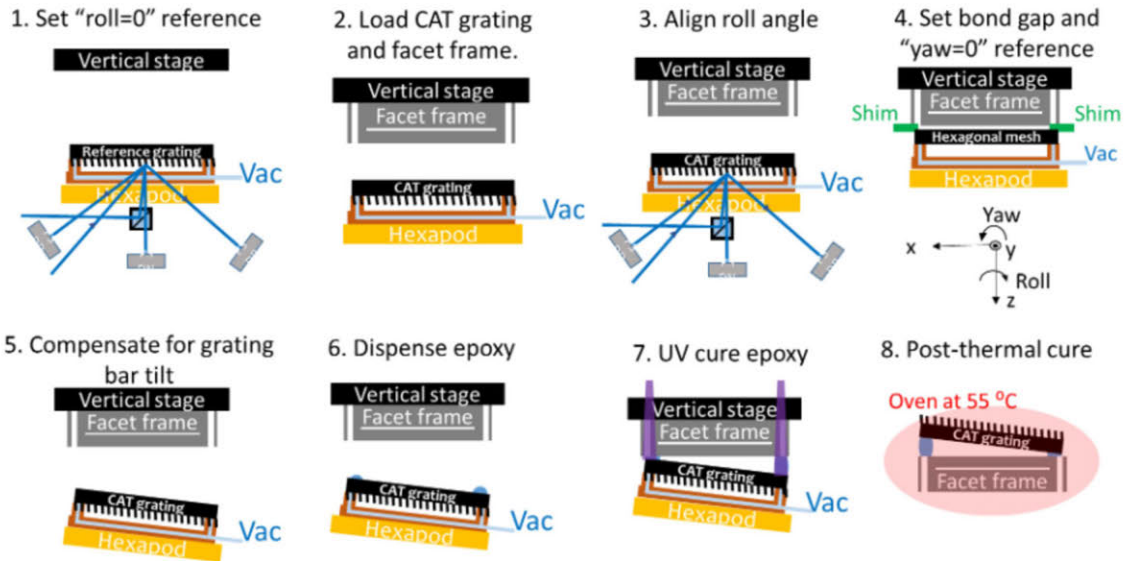 1. Set “roll=0” reference
Vertical stage
Reference grating
Vac
Hexapod
2. Load CAT grating
and facet frame.
Vertical stage
Facet frame
CAT grating
Vac
Hexapod
3. Align roll angle
Vertical stage
Facet frame
CAT grating
Vac
Hexapod
4. Set bond gap and
“yaw=0” reference
Vertical stage
Facet frame
Shim
Shim
Hexagonal mesh
Vac
Hexapod
Yaw
x
y
Roll
z
5. Compensate for grating
bar tilt
Vertical stage
Facet frame
CAT grating
Vac
Hexapod
6. Dispense epoxy
Vertical stage
Facet frame
CAT grating
Vac
Hexapod
7. UV cure epoxy
Vertical stage
Facet frame
CAT grating
Vac
Hexapod
8. Post-thermal cure
Oven at 55 ⁰C
CAT grating
Facet frame